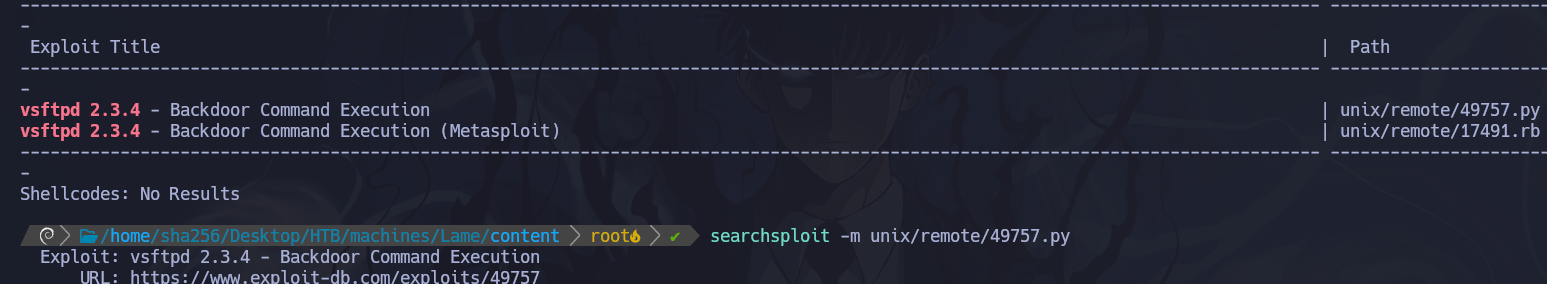 --------------------------------------------------------------------------------------------------------------------------- ---------------------
-
Exploit Title | Path
--------------------------------------------------------------------------------------------------------------------------- ---------------------
-
vsftpd 2.3.4 - Backdoor Command Execution | unix/remote/49757.py
vsftpd 2.3.4 - Backdoor Command Execution (Metasploit) | unix/remote/17491.rb
--------------------------------------------------------------------------------------------------------------------------- ---------------------
-
Shellcodes: No Results
/home/sha256/Desktop/HTB/machines/Lame/content root ✔ searchsploit -m unix/remote/49757.py
Exploit: vsftpd 2.3.4 - Backdoor Command Execution
URL: https://www.exploit-db.com/exploits/49757